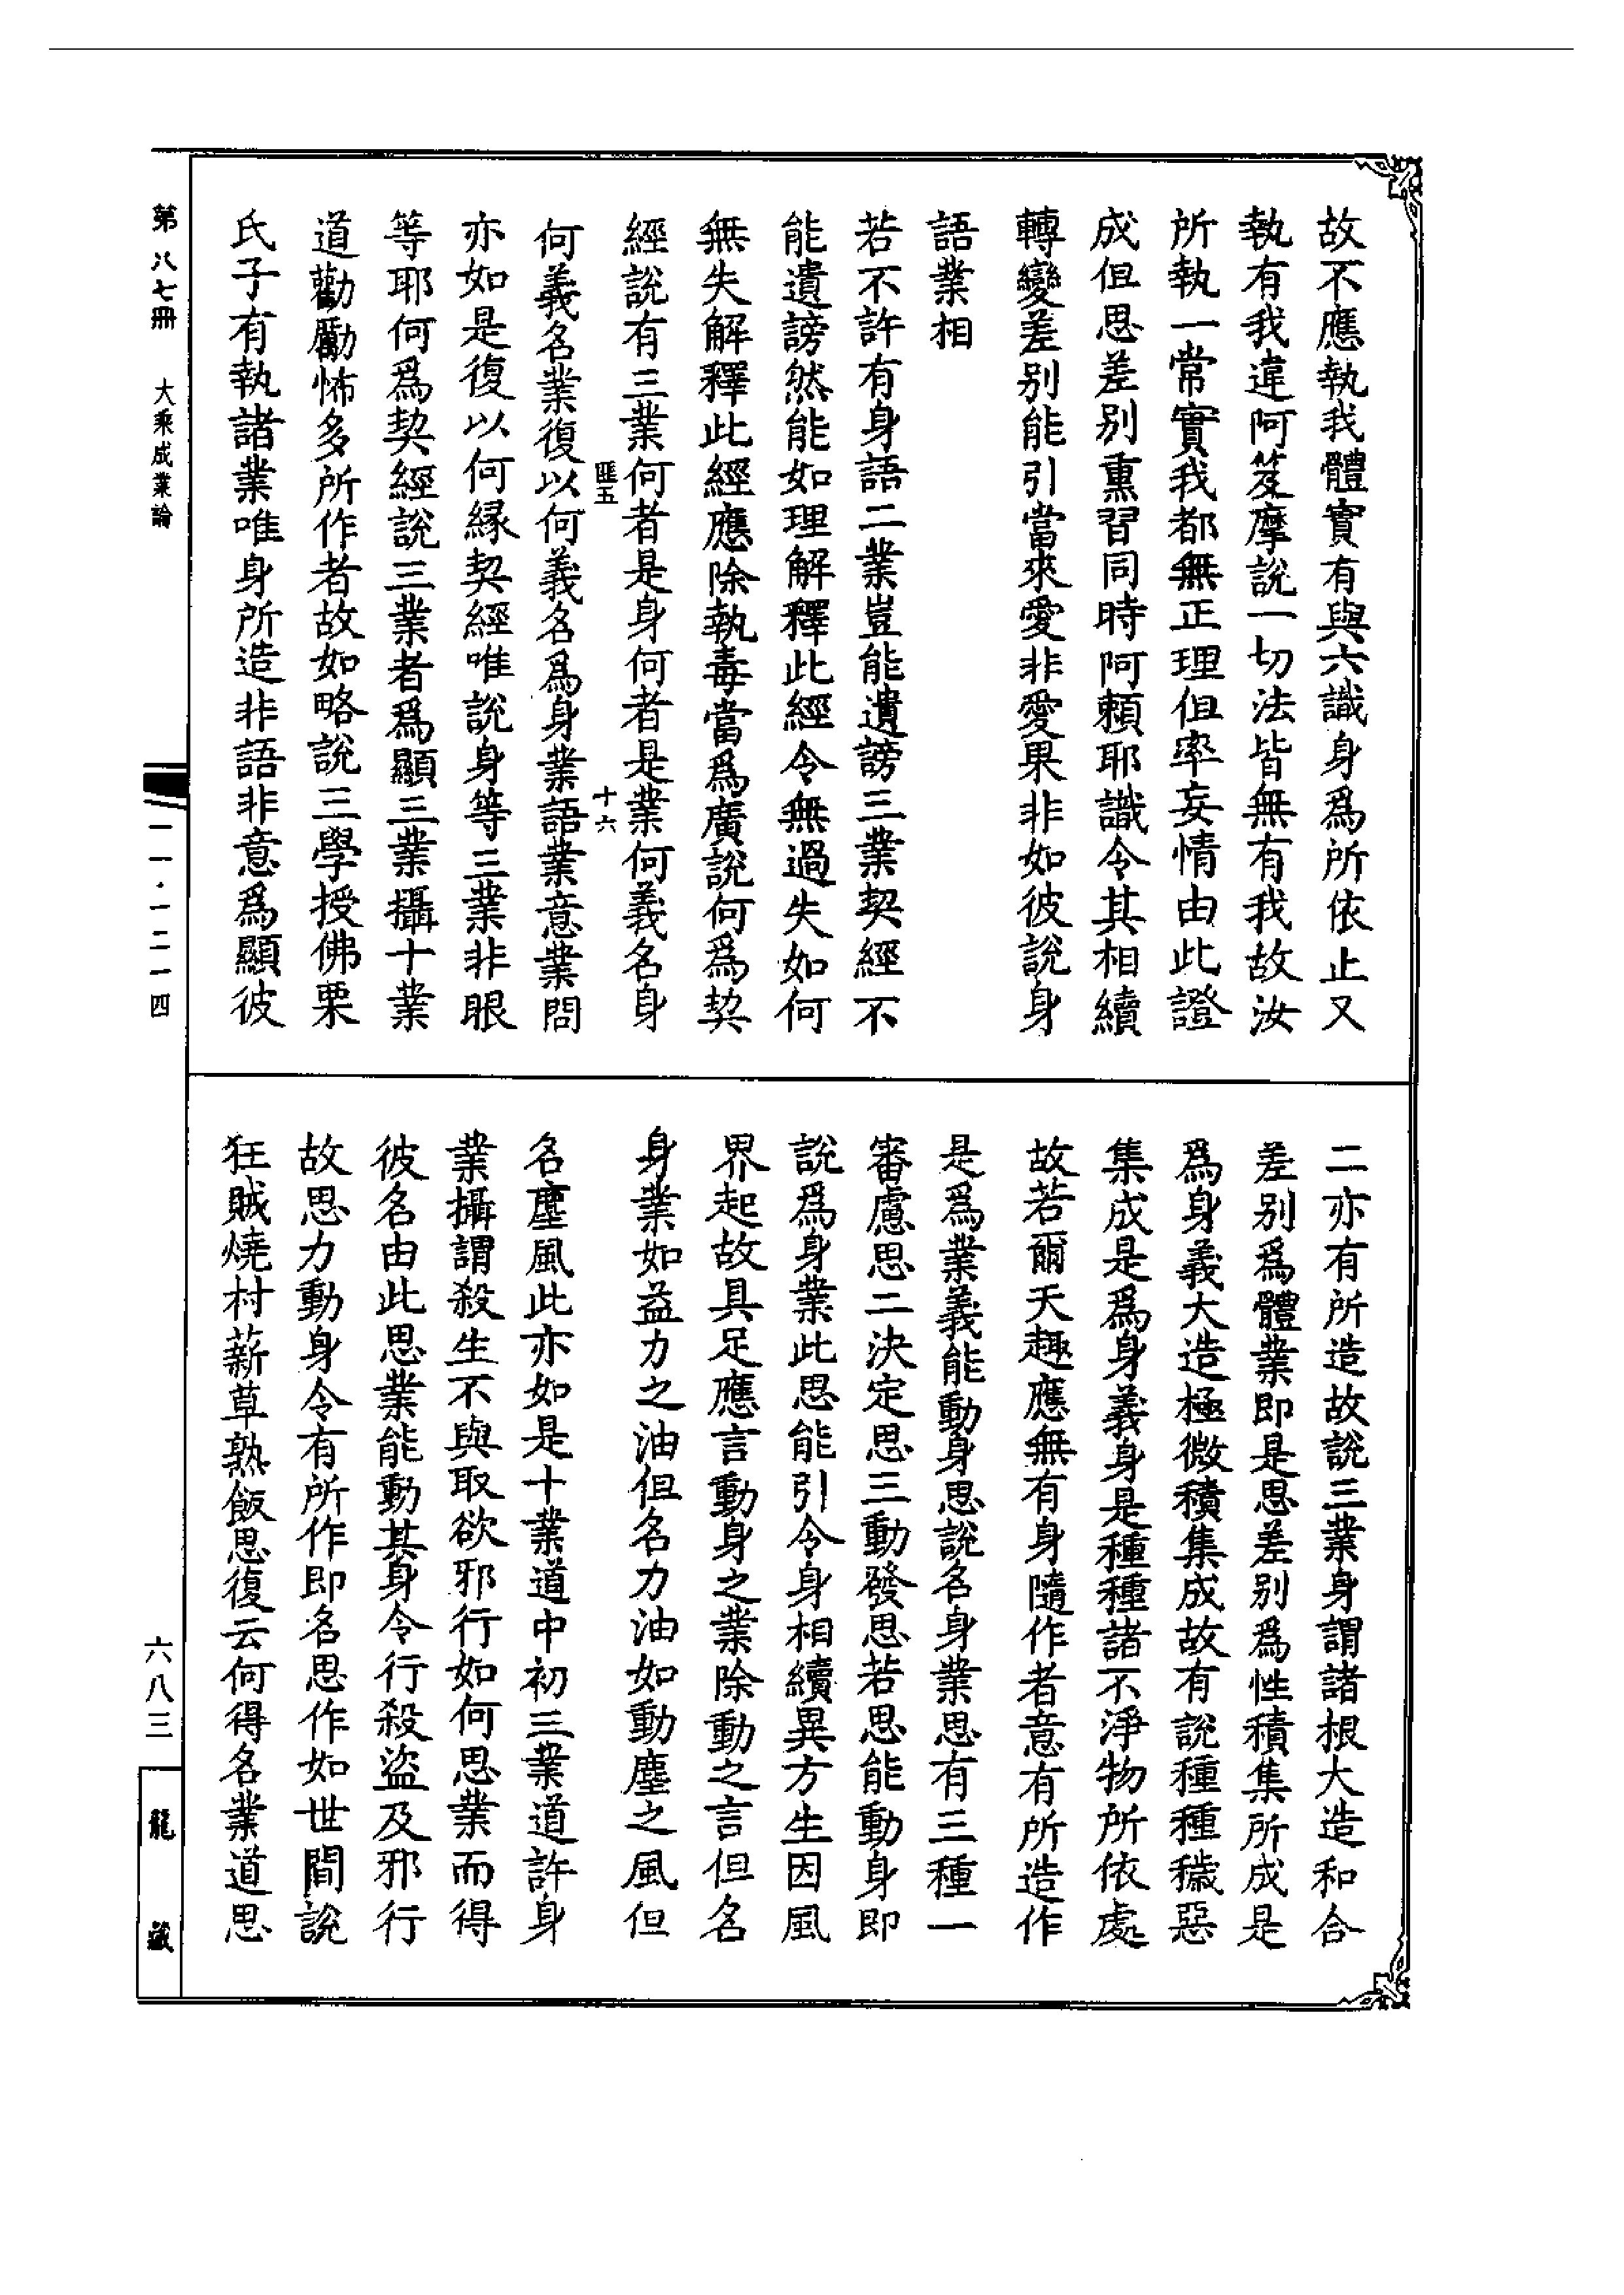 故不應執我體實有與六識身爲所依止又
執有我違阿笈摩說一切法皆無有我故汝
所執一常實我都無正理但率妄情由此證
成但思差別熏習同時阿賴耶識令其相續
轉變差別能引當來愛非愛果非如彼說身
語業相
若不許有身語二業豈能遺謗三業契經不
能遺謗然能如理解釋此經令無過失如何
無失解釋此經應除執毒當爲廣說何爲契
經說有三業何者是身何者是業何義名身
匪五 十六
何義名業復以何義名爲身業語業意業問
亦如是復以何緣契經唯說身等三業非眼
等耶何爲契經說三業者爲顯三業攝十業
道勸勵怖多所作者故如略說三學授佛栗
氏子有執諸業唯身所造非語非意爲顯彼
二亦有所造故說三業身謂諸根大造和合
差別爲體業即是思差別爲性積集所成是
爲身義大造極微積集成故有說種種穢惡
集成是爲身義身是種種諸不淨物所依處
故若爾天趣應無有身隨作者意有所造作
是爲業義能動身思說名身業思有三種一
審慮思二決定思三動發思若思能動身即
說爲身業此思能引令身相續異方生因風
界起故具足應言動身之業除動之言但名
身業如益力之油但名力油如動塵之風但
名塵風此亦如是十業道中初三業道許身
業攝謂殺生不與取欲邪行如何思業而得
彼名由此思業能動其身令行殺盜及邪行
故思力動身令有所作即名思作如世間說
狂賊燒村薪草熟飯思復云何得名業道思
第八七冊 大乘成業論
一一·一二一四
六八三
龍藏